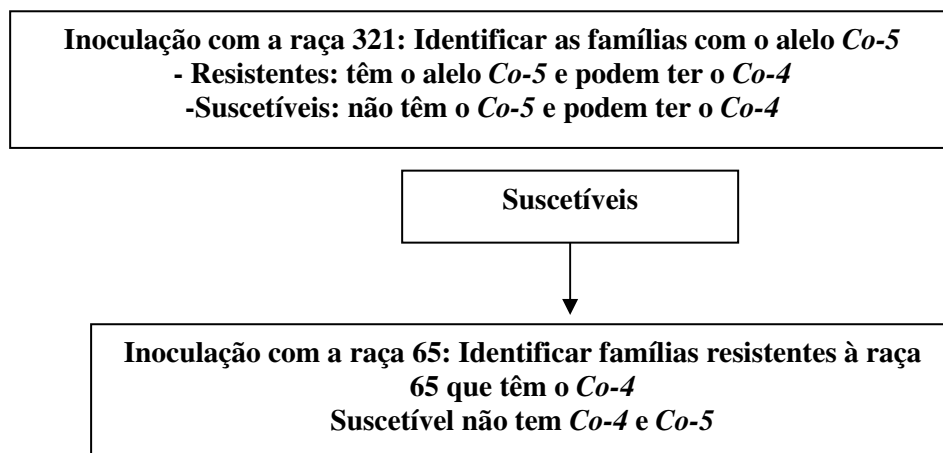 Inoculação com a raça 321: Identificar as famílias com o alelo Co-5
- Resistentes: têm o alelo Co-5 e podem ter o Co-4
-Suscetíveis: não têm o Co-5 e podem ter o Co-4
Suscetíveis
Inoculação com a raça 65: Identificar famílias resistentes à raça
65 que têm o Co-4
Suscetível não tem Co-4 e Co-5